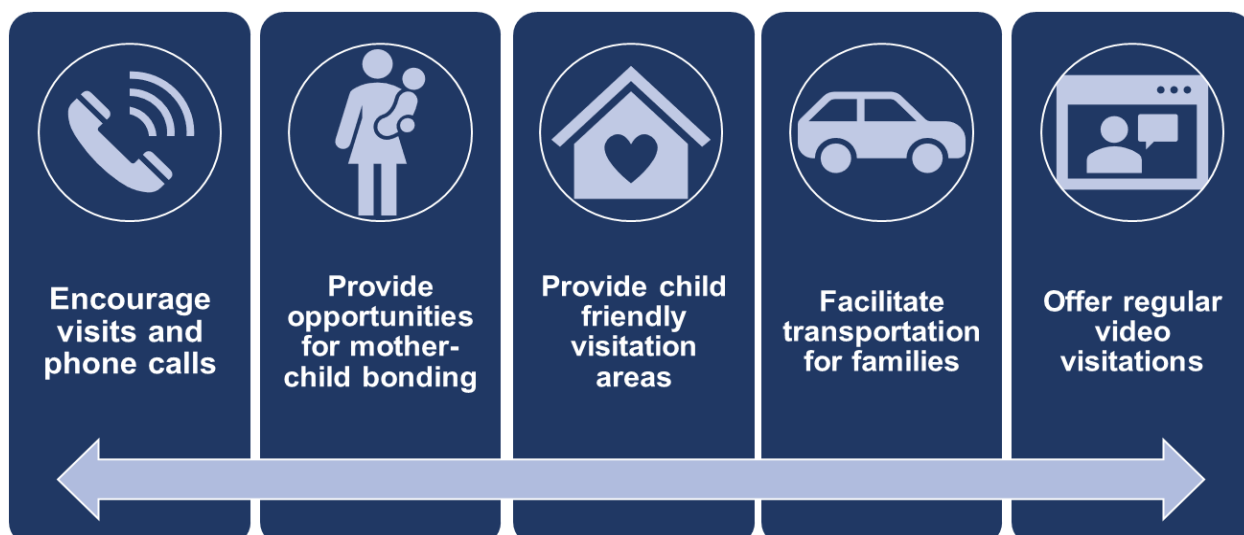 Encourage
visits and
phone calls
Provide
opportunities
for mother-
child bonding
Provide child
friendly
visitation
areas
Facilitate
transportation
for families
Offer regular
video
visitations